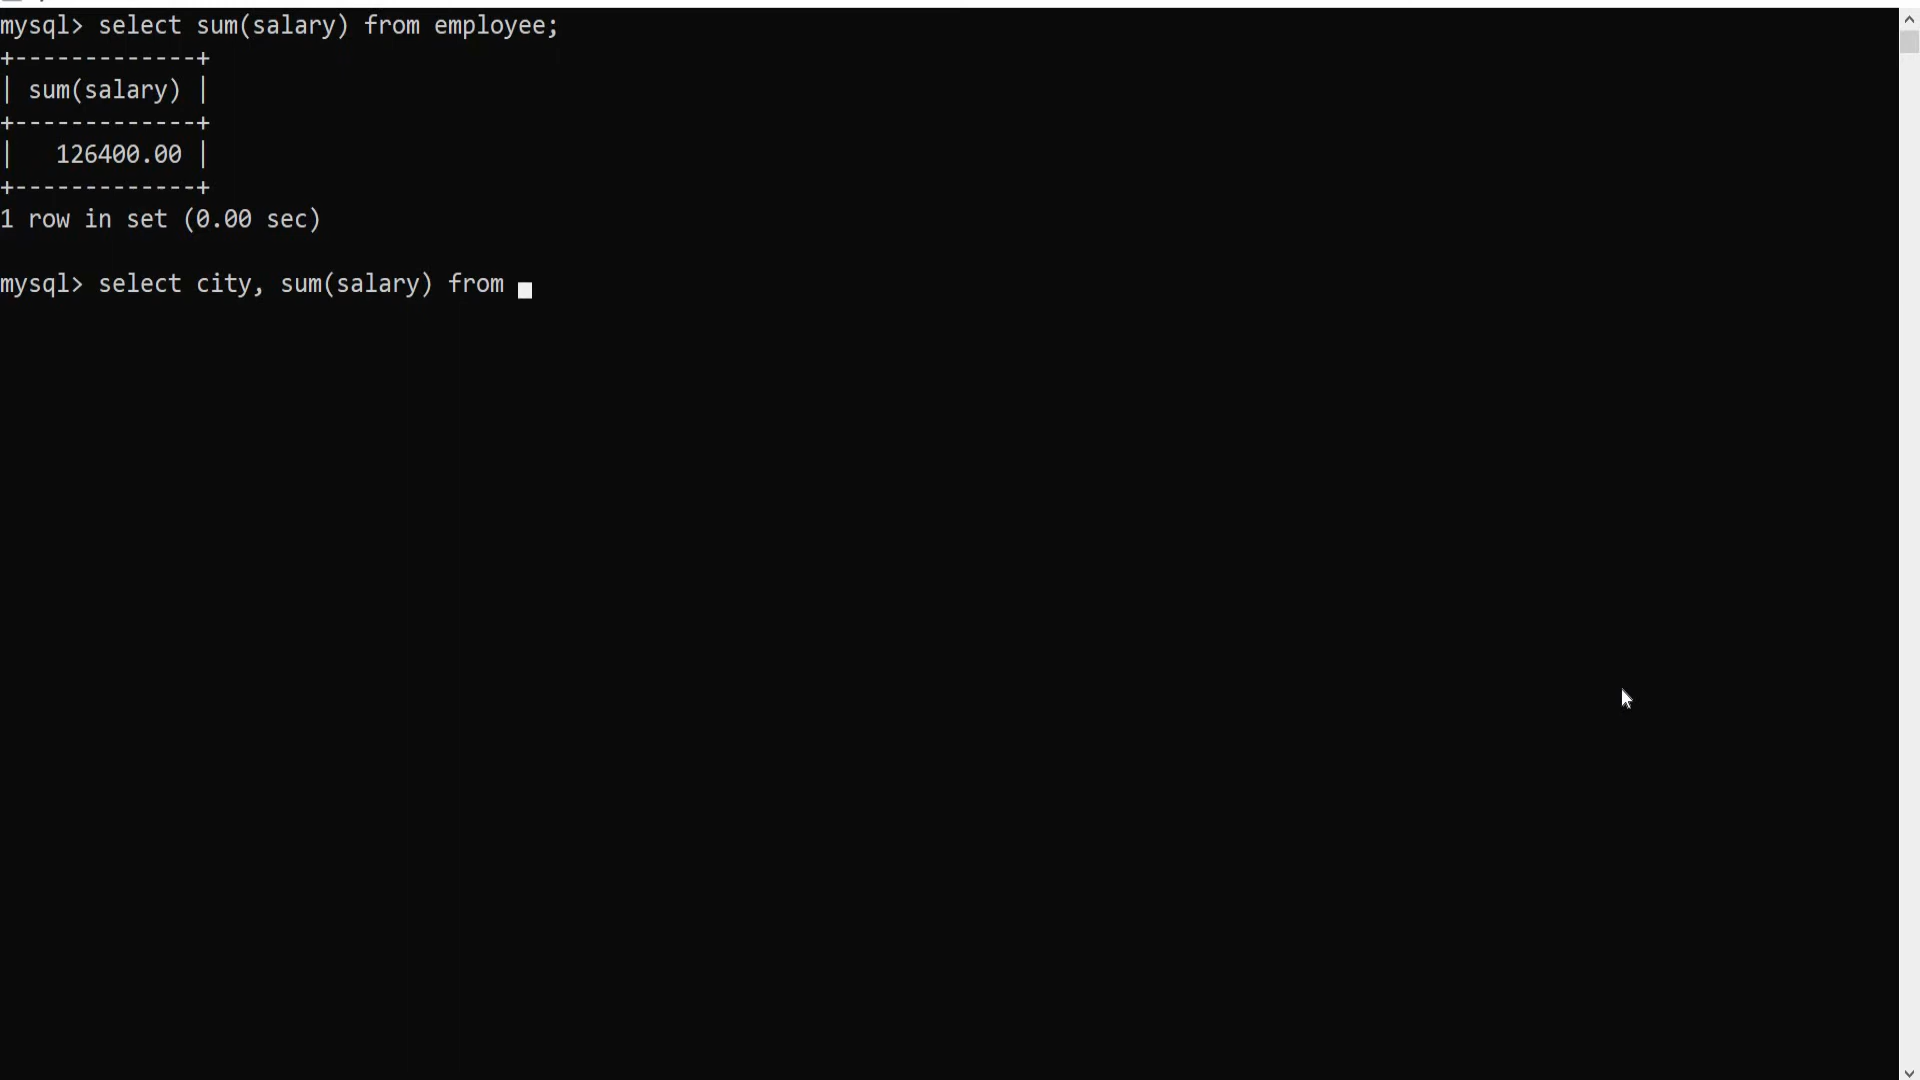 mysql> select sum(salary) from employee;
+-------------+
| sum(salary) |
+-------------+
|   126400.00 |
+-------------+
1 row in set (0.00 sec)
mysql> select city, sum(salary) from